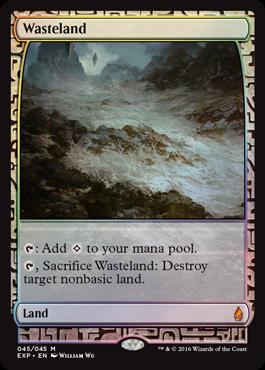 Wasteland
: Add ◇ to your mana pool.
, Sacrifice Wasteland: Destroy
target nonbasic land.
Land
045/045 M
EXP • EN William Wu
™ & © 2016 Wizards of the Coast